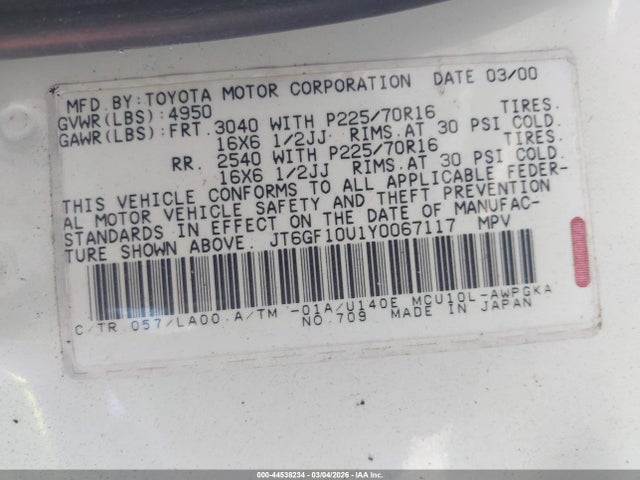 MFD.BY:TOYOTA MOTOR CORPORATION DATE 03/00
GVWR(LBS):4950
GAWR(LBS):FRT. 3040 WITH P225/70R16 TIRES.
16X6 1/2JJ RIMS.AT 30 PSI COLD.
RR. 2540 WITH P225/70R16 TIRES.
16X6 1/2JJ RIMS.AT 30 PSI COLD.
THIS VEHICLE CONFORMS TO ALL APPLICABLE FEDER-
AL MOTOR VEHICLE SAFETY AND THEFT PREVENTION
STANDARDS IN EFFECT ON THE DATE OF MANUFAC-
TURE SHOWN ABOVE. JT6GF10U1Y0067117 MPV
C/TR 057/LA00 A/TM -01A/U140E MCU10L-AWPGKA
NO.709 MADE IN JAPAN
000-44538234 - 03/04/2026 - IAA, Inc.